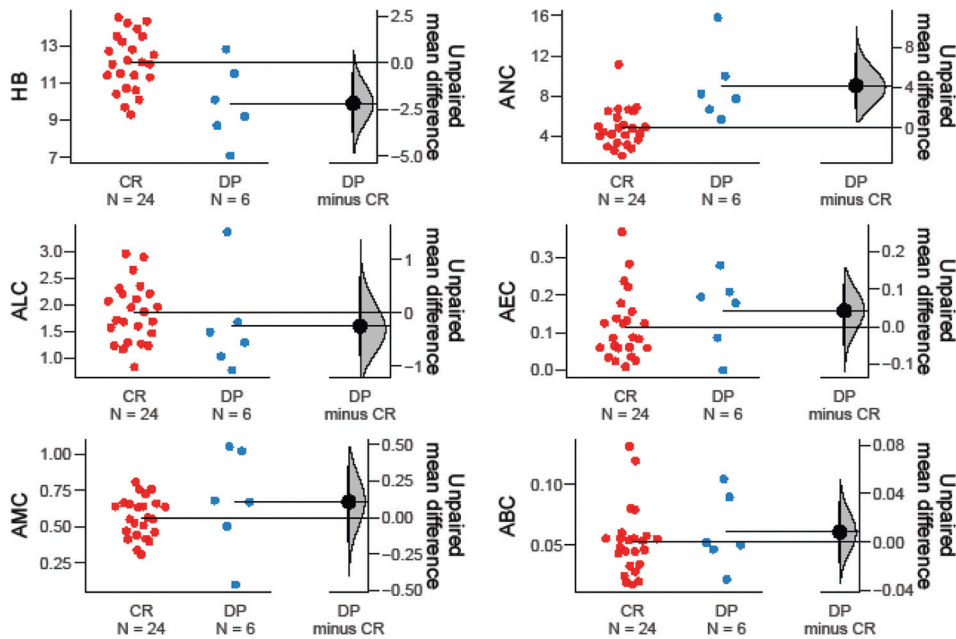 HB
13
11
9
7
2.5
0.0
-2.5
-5.0
Unpaired
mean difference
CR
N = 24
DP
N = 6
DP
minus CR
ANC
16
12
8
4
8
4
0
Unpaired
mean difference
CR
N = 24
DP
N = 6
DP
minus CR
ALC
3.0
2.5
2.0
1.5
1.0
1
0
-1
Unpaired
mean difference
CR
N = 24
DP
N = 6
DP
minus CR
AEC
0.3
0.2
0.1
0.0
0.2
0.1
0.0
-0.1
Unpaired
mean difference
CR
N = 24
DP
N = 6
DP
minus CR
AMC
1.00
0.75
0.50
0.25
0.50
0.25
0.00
-0.25
-0.50
Unpaired
mean difference
CR
N = 24
DP
N = 6
DP
minus CR
ABC
0.10
0.05
0.08
0.04
0.00
-0.04
Unpaired
mean difference
CR
N = 24
DP
N = 6
DP
minus CR